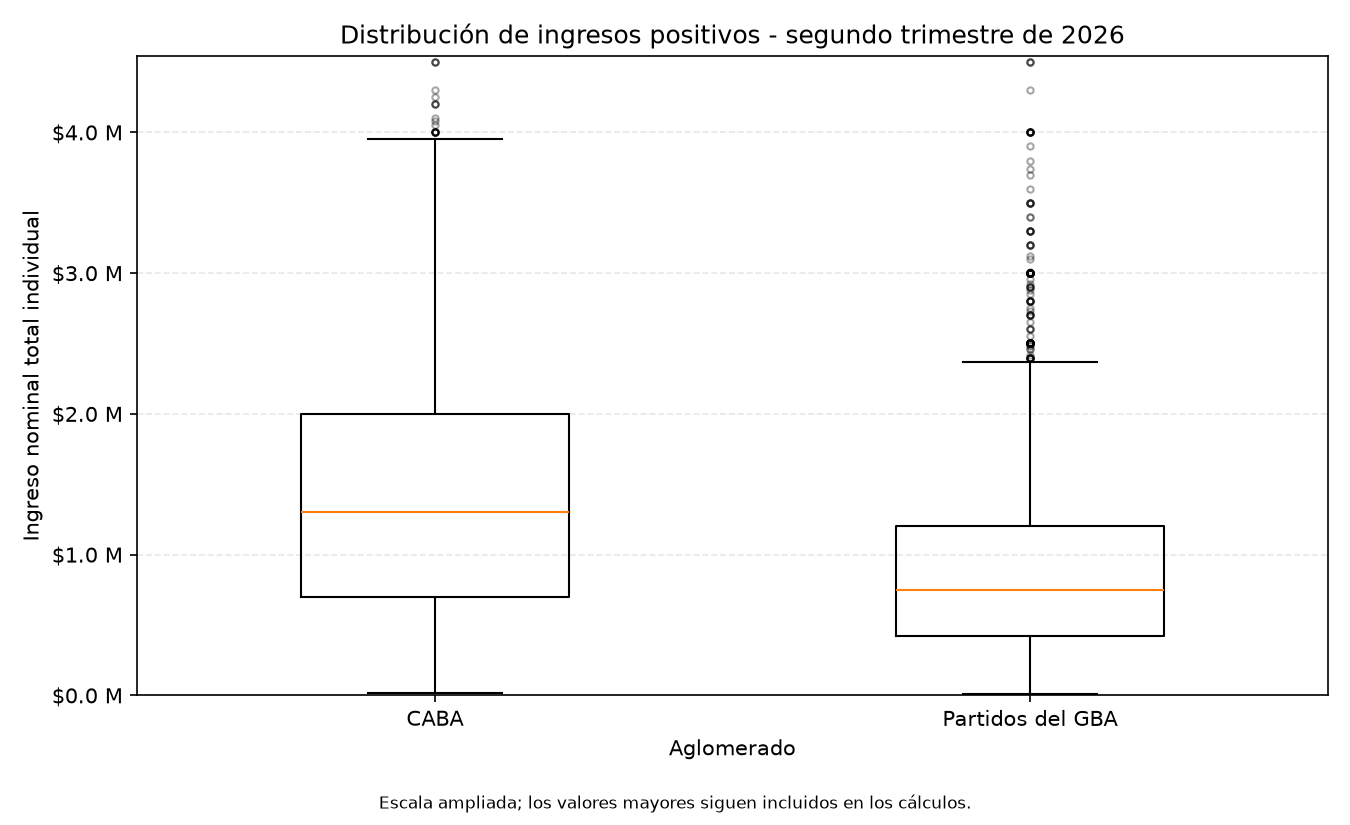 Distribución de ingresos positivos - segundo trimestre de 2026
Ingreso nominal total individual
$4.0 M
$3.0 M
$2.0 M
$1.0 M
$0.0 M
CABA
Partidos del GBA
Aglomerado
Escala ampliada; los valores mayores siguen incluidos en los cálculos.